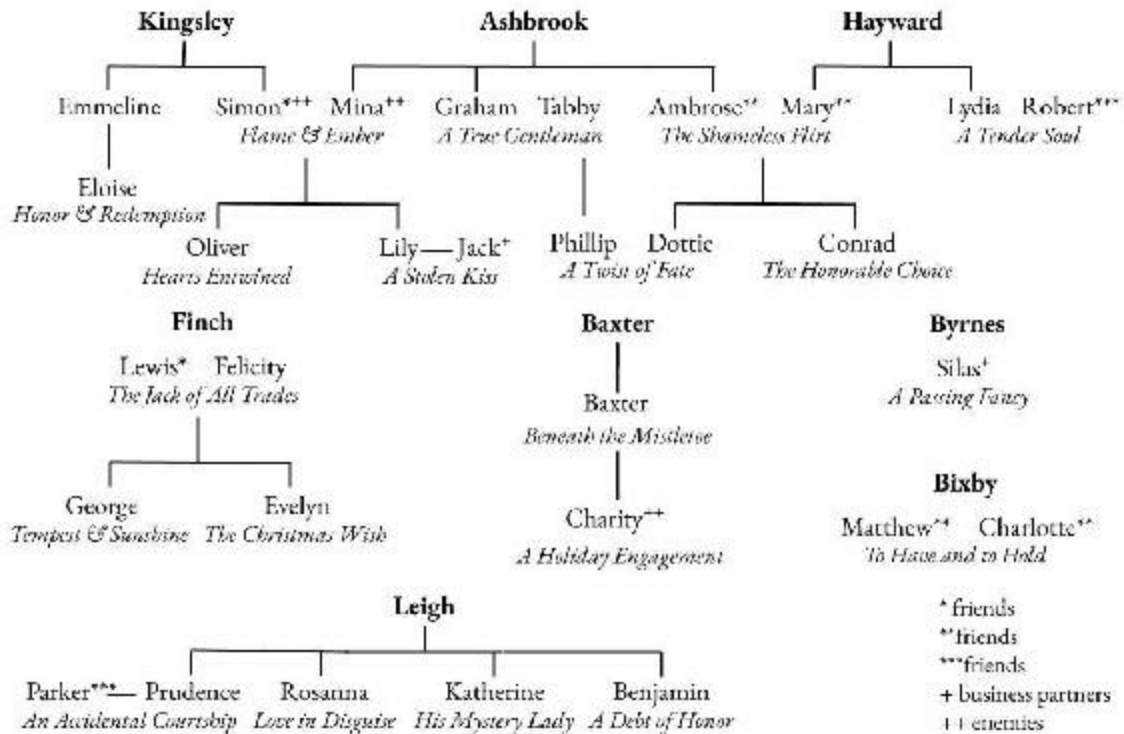 Kingsley Ashbrook Hayward
Emmeline Simon*++ Mina++ Graham Tabby Ambrose** Mary** Lydia Robert***
Flame & Ember A True Gentleman The Shameless Flirt A Tender Soul
Eloise
Honor & Redemption
Oliver Lily Jack+ Phillip Dottie Conrad
Hearts Entwined A Stolen Kiss A Twist of Fate The Honorable Choice
Finch Baxter Byrnes
Lewis* Felicity Silas+
The Jack of All Trades A Passing Fancy
Baxter
Beneath the Mistletoe
Bixby
George Evelyn Charity++
Tempest & Sunshine The Christmas Wish
Matthew** Charlotte**
A Holiday Engagement To Have and to Hold
Leigh
* friends
**friends
***friends
+ business partners
++ enemies
Parker*** Prudence Rosanna Katherine Benjamin
An Accidental Courtship Love in Disguise His Mystery Lady A Debt of Honor